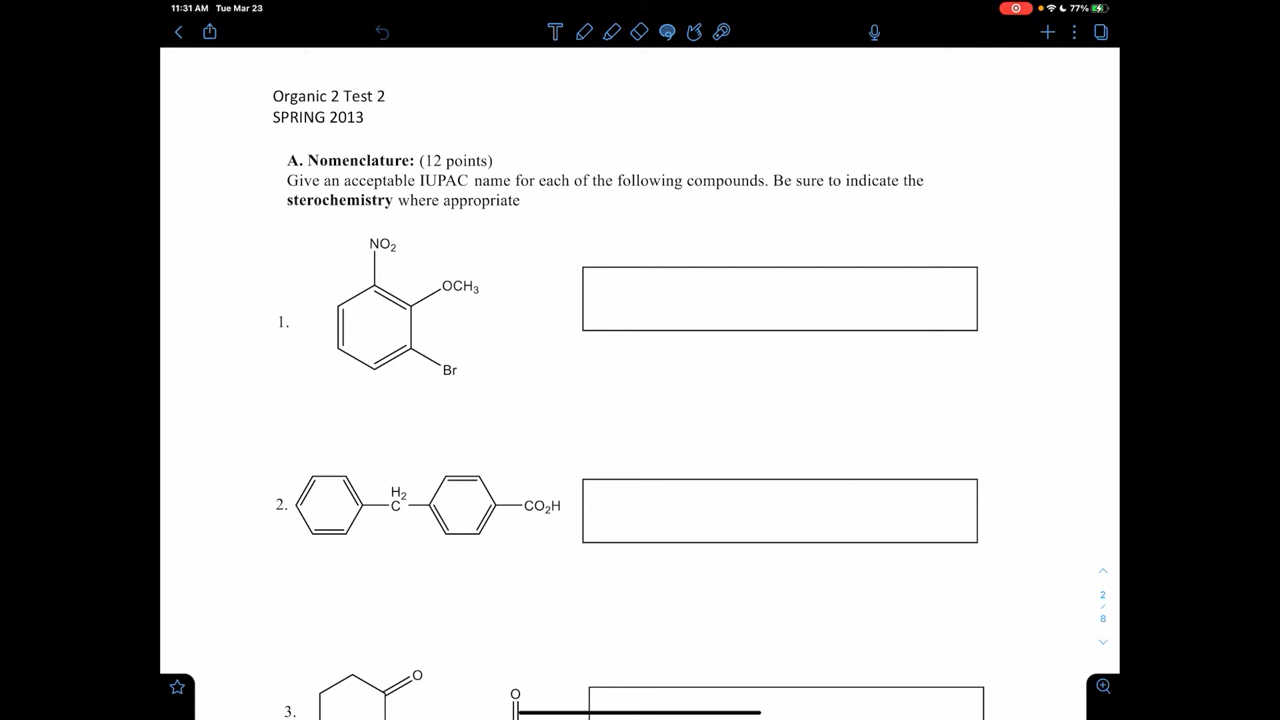 11:31 AM Tue Mar 23
77%
Organic 2 Test 2
SPRING 2013
A. Nomenclature: (12 points)
Give an acceptable IUPAC name for each of the following compounds. Be sure to indicate the
sterochemistry where appropriate
NO2
OCH3
1.
Br
H2
2.
C
CO2H
2
/
8
O
O
3.